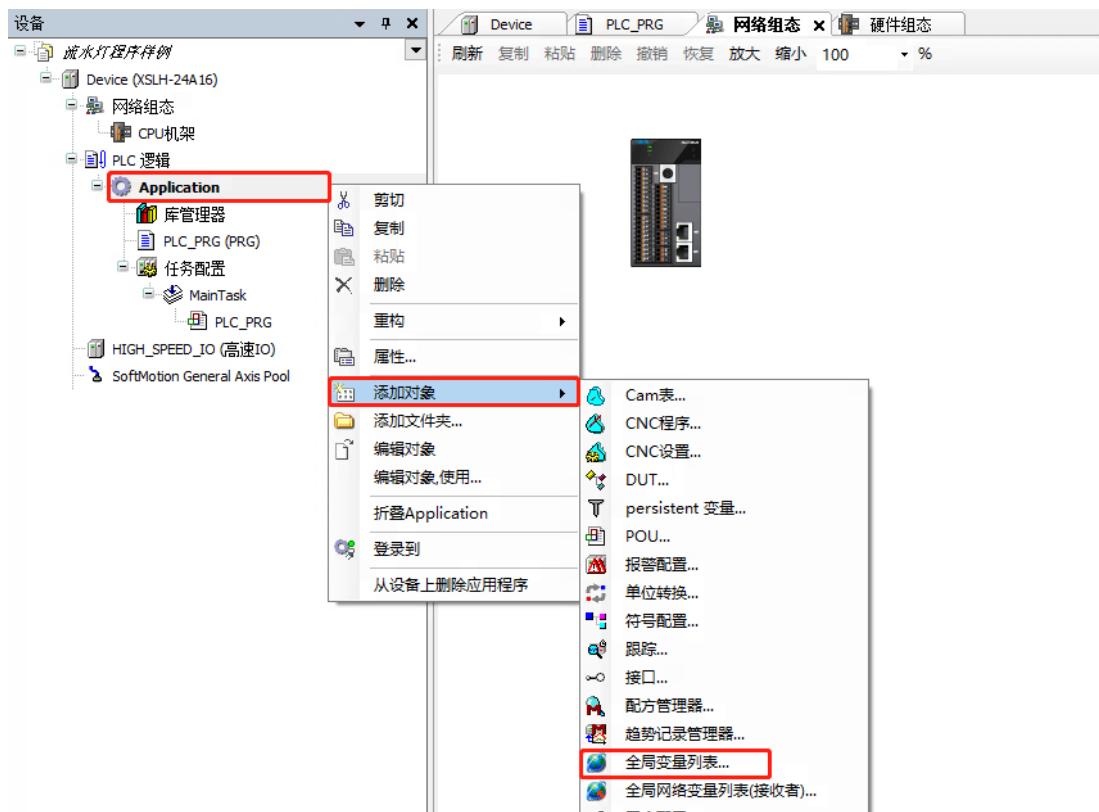 设备
Device
PLC_PRG
网络组态
硬件组态
刷新 复制 粘贴 删除 撤销 恢复 放大 缩小 100 %
流水灯程序样例
Device (XSLH-24A16)
网络组态
CPU机架
PLC 逻辑
Application
库管理器
PLC_PRG (PRG)
任务配置
MainTask
PLC_PRG
HIGH_SPEED_IO (高速IO)
SoftMotion General Axis Pool
剪切
复制
粘贴
删除
重构
属性...
添加对象
添加文件夹...
编辑对象
编辑对象,使用...
折叠Application
登录到
从设备上删除应用程序
Cam表...
CNC程序...
CNC设置...
DUT...
persistent 变量...
POU...
报警配置...
单位转换...
符号配置...
跟踪...
接口...
配方管理器...
趋势记录管理器...
全局变量列表...
全局网络变量列表(接收者)...